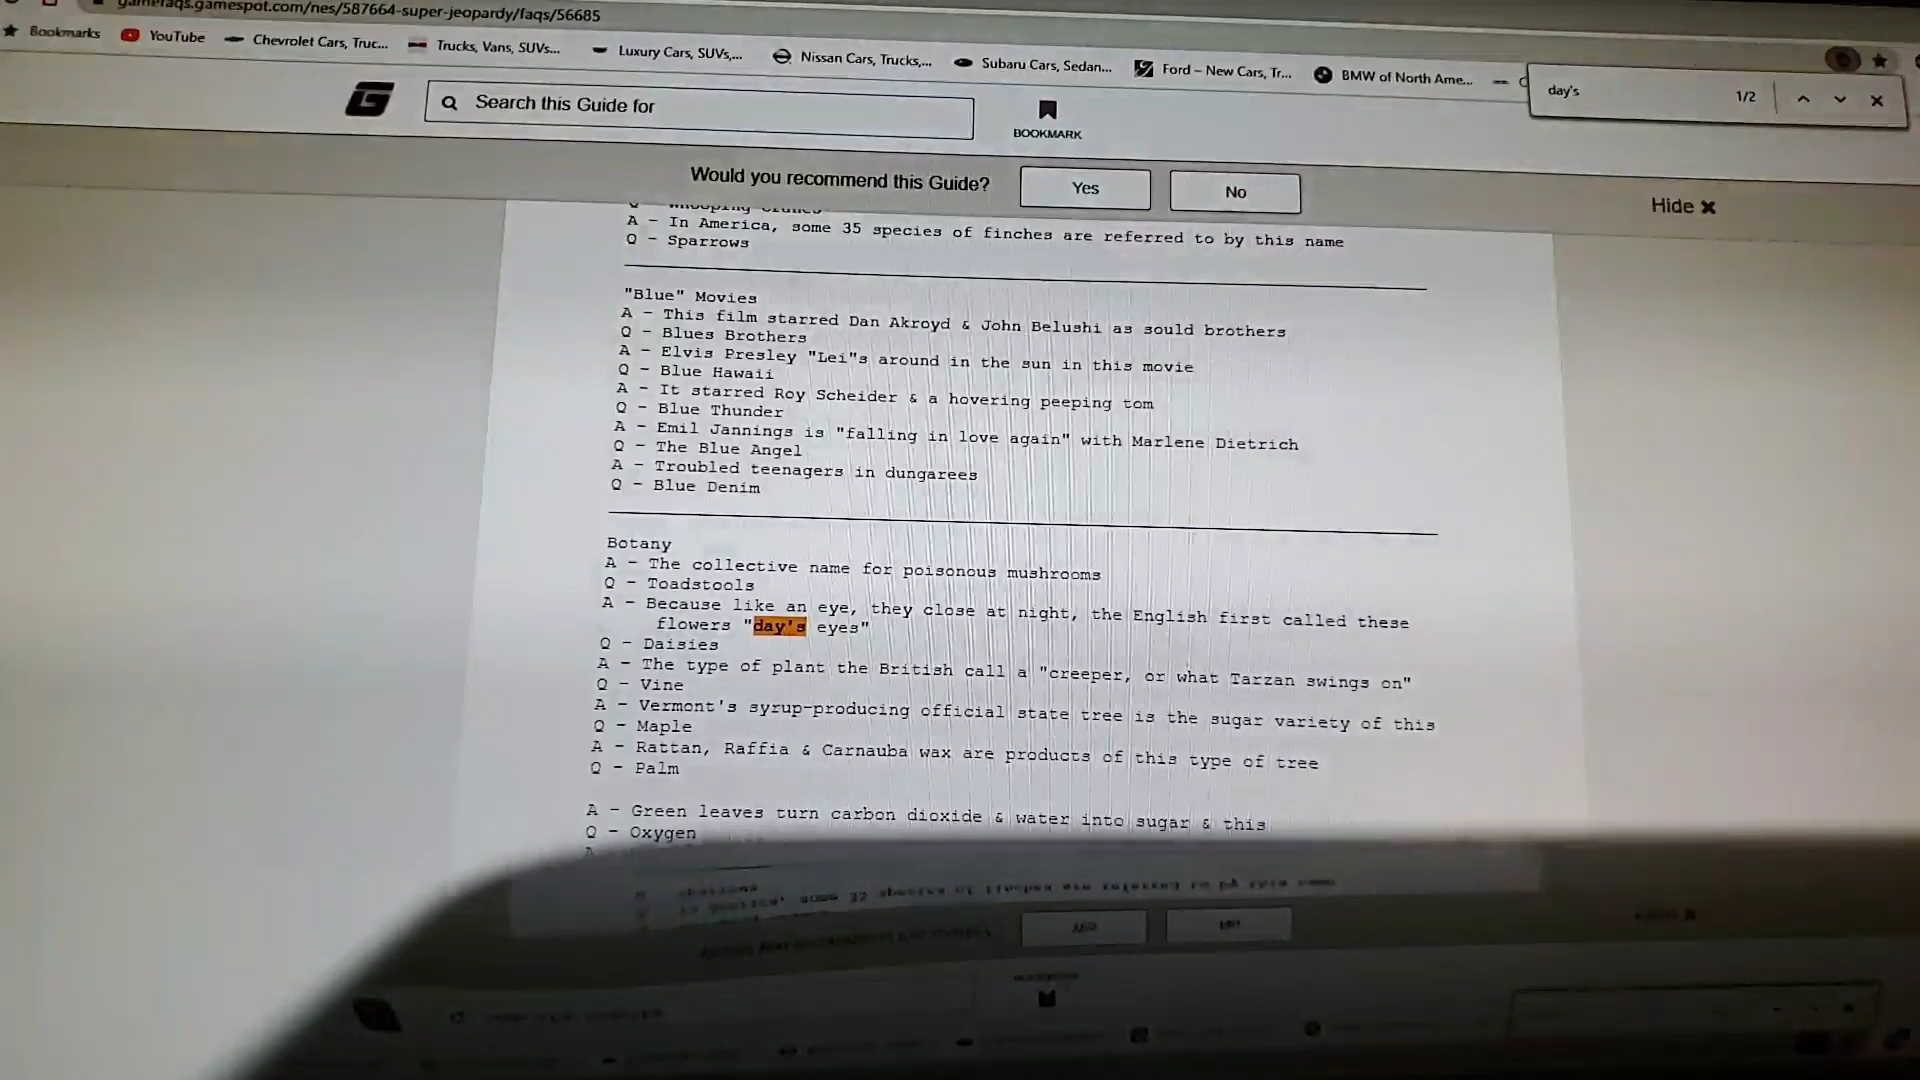 gamefaqs.gamespot.com/nes/587664-super-jeopardy/faqs/56685
Bookmarks YouTube Chevrolet Cars, Truc... Trucks, Vans, SUVs... Luxury Cars, SUVs,... Nissan Cars, Trucks,... Subaru Cars, Sedan... Ford – New Cars, Tr... BMW of North Ame...
day's 1/2
Search this Guide for
BOOKMARK
Would you recommend this Guide? Yes No
Hide X
Q - Whooping Cranes
A - In America, some 35 species of finches are referred to by this name
Q - Sparrows
"Blue" Movies
A - This film starred Dan Akroyd & John Belushi as sould brothers
Q - Blues Brothers
A - Elvis Presley "Lei"s around in the sun in this movie
Q - Blue Hawaii
A - It starred Roy Scheider & a hovering peeping tom
Q - Blue Thunder
A - Emil Jannings is "falling in love again" with Marlene Dietrich
Q - The Blue Angel
A - Troubled teenagers in dungarees
Q - Blue Denim
Botany
A - The collective name for poisonous mushrooms
Q - Toadstools
A - Because like an eye, they close at night, the English first called these
flowers "day's eyes"
Q - Daisies
A - The type of plant the British call a "creeper, or what Tarzan swings on"
Q - Vine
A - Vermont's syrup-producing official state tree is the sugar variety of this
Q - Maple
A - Rattan, Raffia & Carnauba wax are products of this type of tree
Q - Palm
A - Green leaves turn carbon dioxide & water into sugar & this
Q - Oxygen